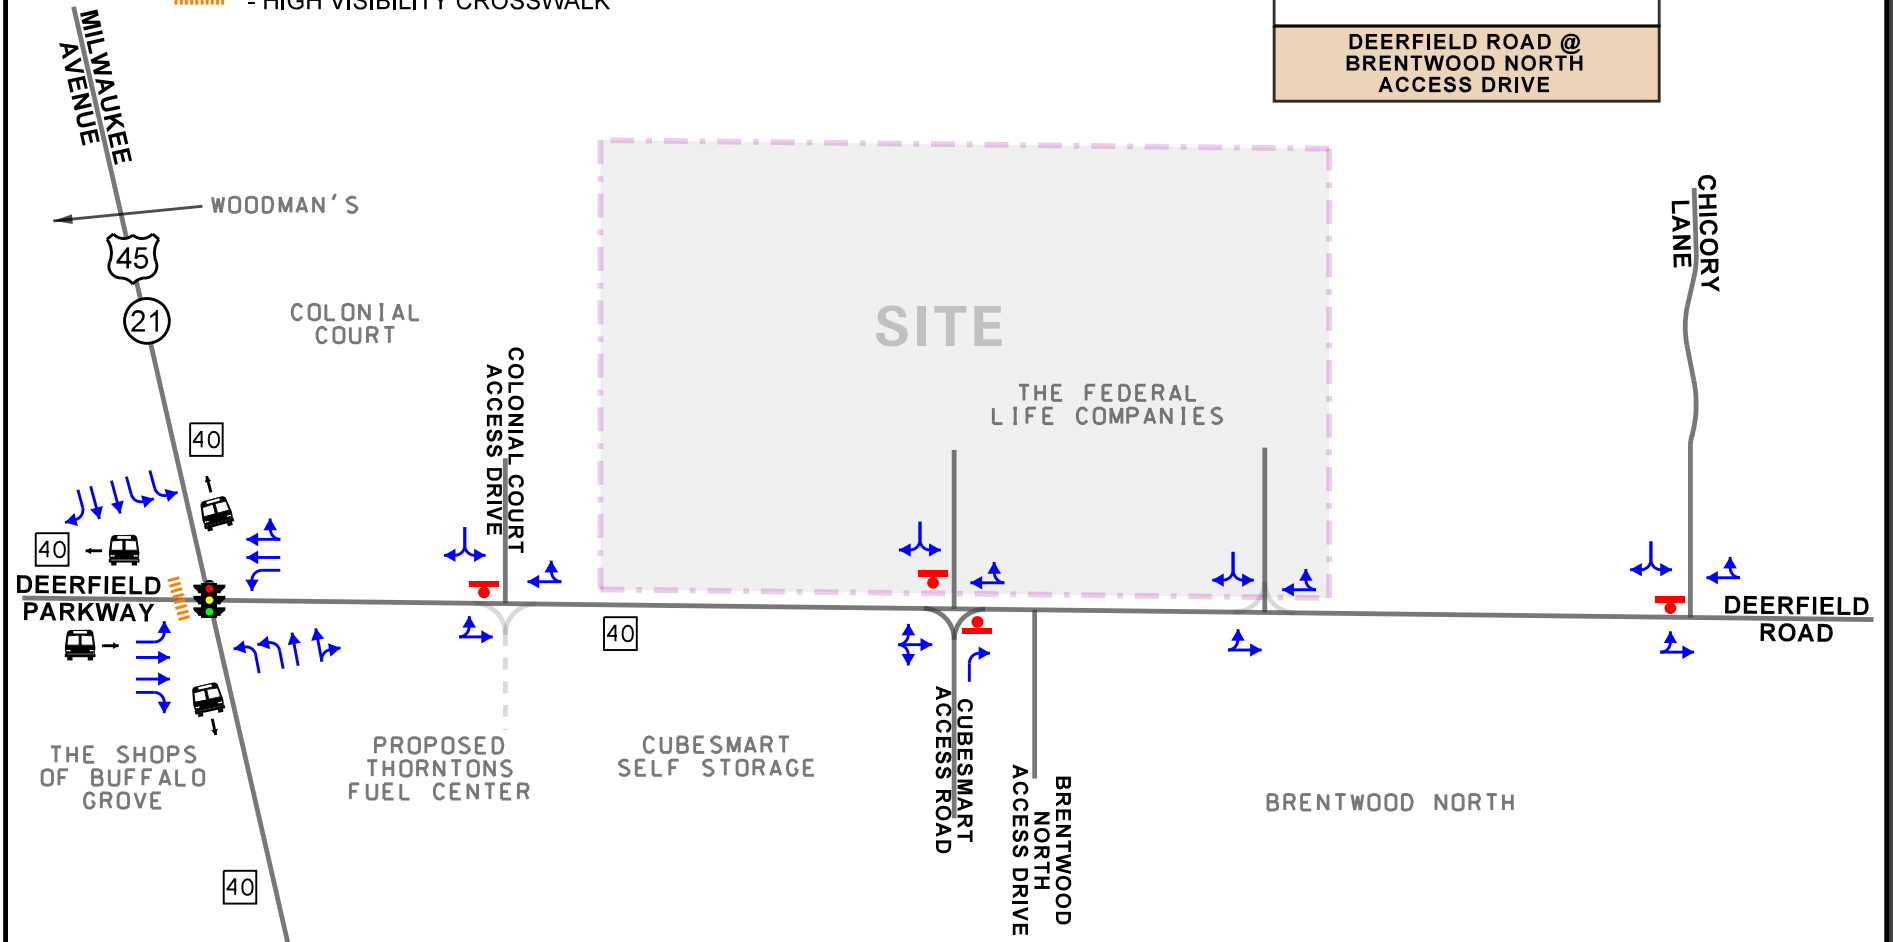 - HIGH VISIBILITY CROSSWALK
DEERFIELD ROAD @
BRENTWOOD NORTH
ACCESS DRIVE
MILWAUKEE
AVENUE
WOODMAN'S
45
21
COLONIAL
COURT
SITE
THE FEDERAL
LIFE COMPANIES
CHICORY
LANE
COLONIAL COURT
ACCESS DRIVE
40
40
DEERFIELD
PARKWAY
40
DEERFIELD
ROAD
THE SHOPS
OF BUFFALO
GROVE
PROPOSED
THORNTONS
FUEL CENTER
CUBESMART
SELF STORAGE
CUBESMART
ACCESS ROAD
BRENTWOOD
NORTH
ACCESS DRIVE
BRENTWOOD NORTH
40